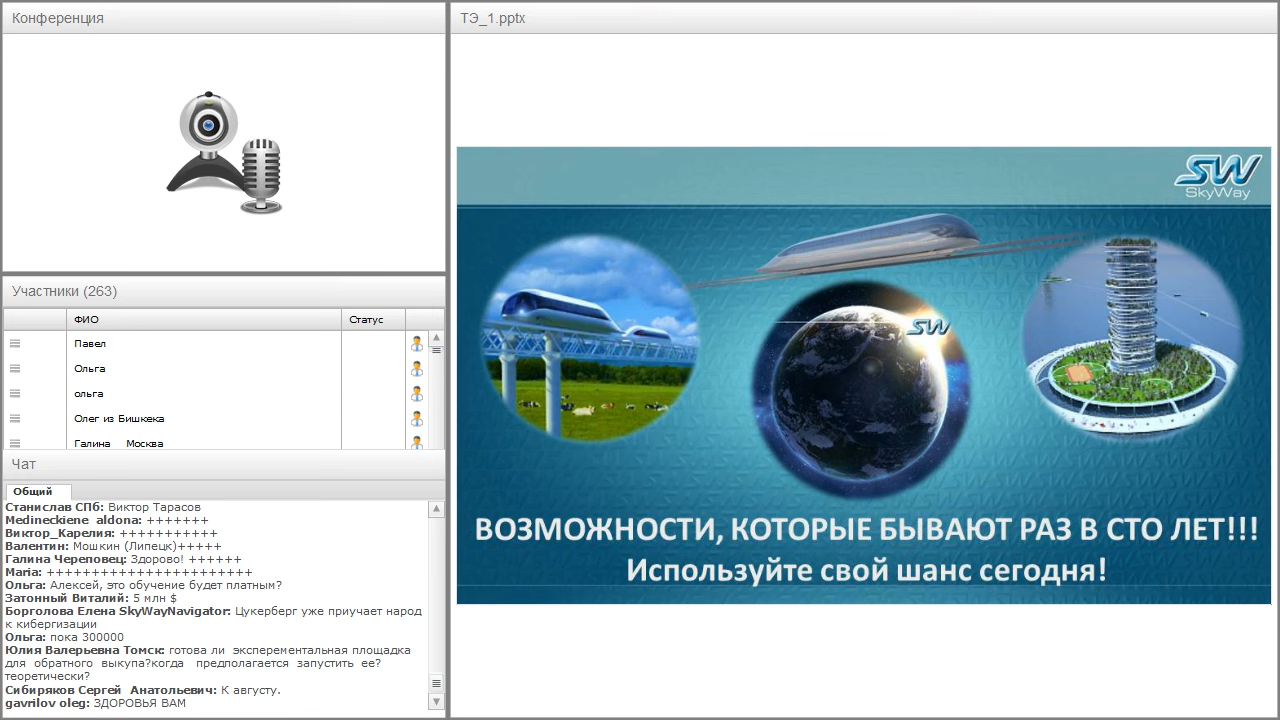 Конференция
ТЭ_1.pptx
SW
SkyWay
SW
ВОЗМОЖНОСТИ, КОТОРЫЕ БЫВАЮТ РАЗ В СТО ЛЕТ!!!
Используйте свой шанс сегодня!
Участники (263)
ФИО Статус
Павел
Ольга
ольга
Олег из Бишкека
Галина Москва
Чат
Общий
Станислав СПб: Виктор Тарасов
Medineckiene aldona: +++++++
Виктор_Карелия: +++++++++++
Валентин: Мошкин (Липецк)+++++
Галина Череповец: Здорово! ++++++
Maria: +++++++++++++++++++++++
Ольга: Алексей, это обучение будет платным?
Затонный Виталий: 5 млн $
Борголова Елена SkyWayNavigator: Цукерберг уже приучает народ
к кибергизации
Ольга: пока 300000
Юлия Валерьевна Томск: готова ли эксперементальная площадка
для обратного выкупа?когда предполагается запустить ее?
теоретически?
Сибиряков Сергей Анатольевич: К августу.
gavrilov oleg: ЗДОРОВЬЯ ВАМ